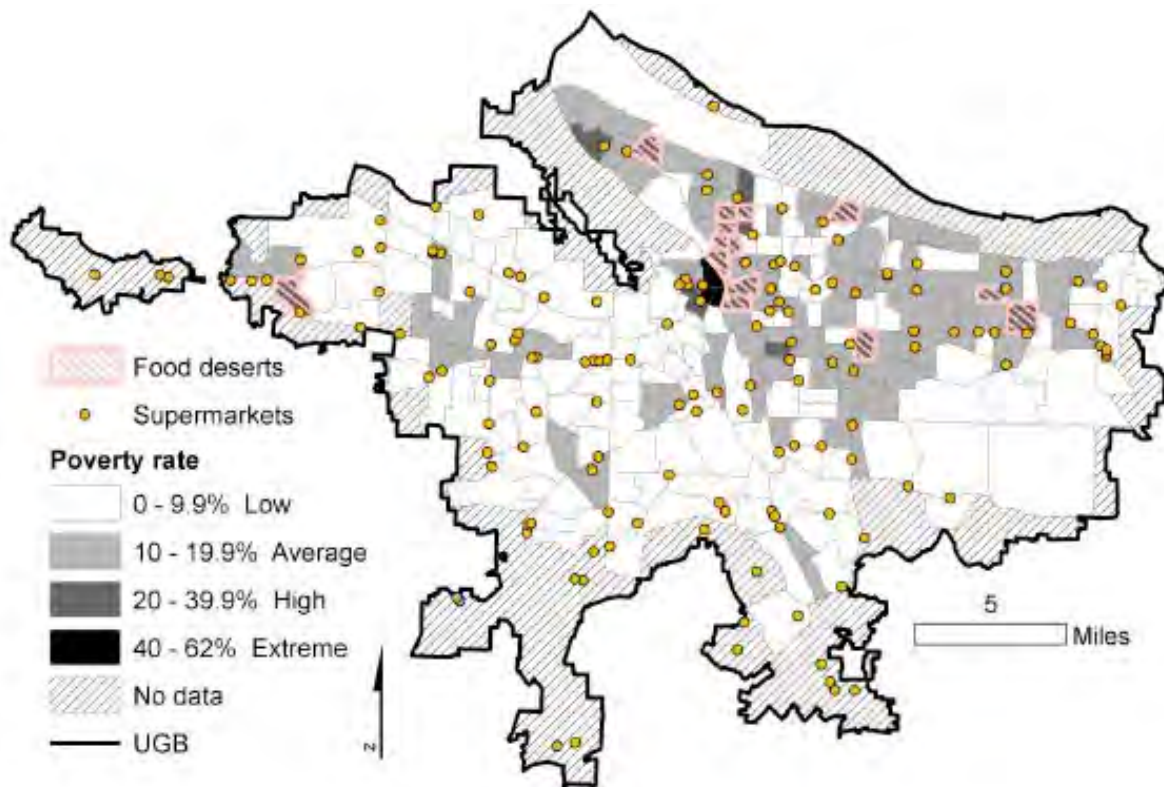 Food deserts
Supermarkets
Poverty rate
0 - 9.9% Low
10 - 19.9% Average
20 - 39.9% High
40 - 62% Extreme
No data
UGB
z
5
Miles